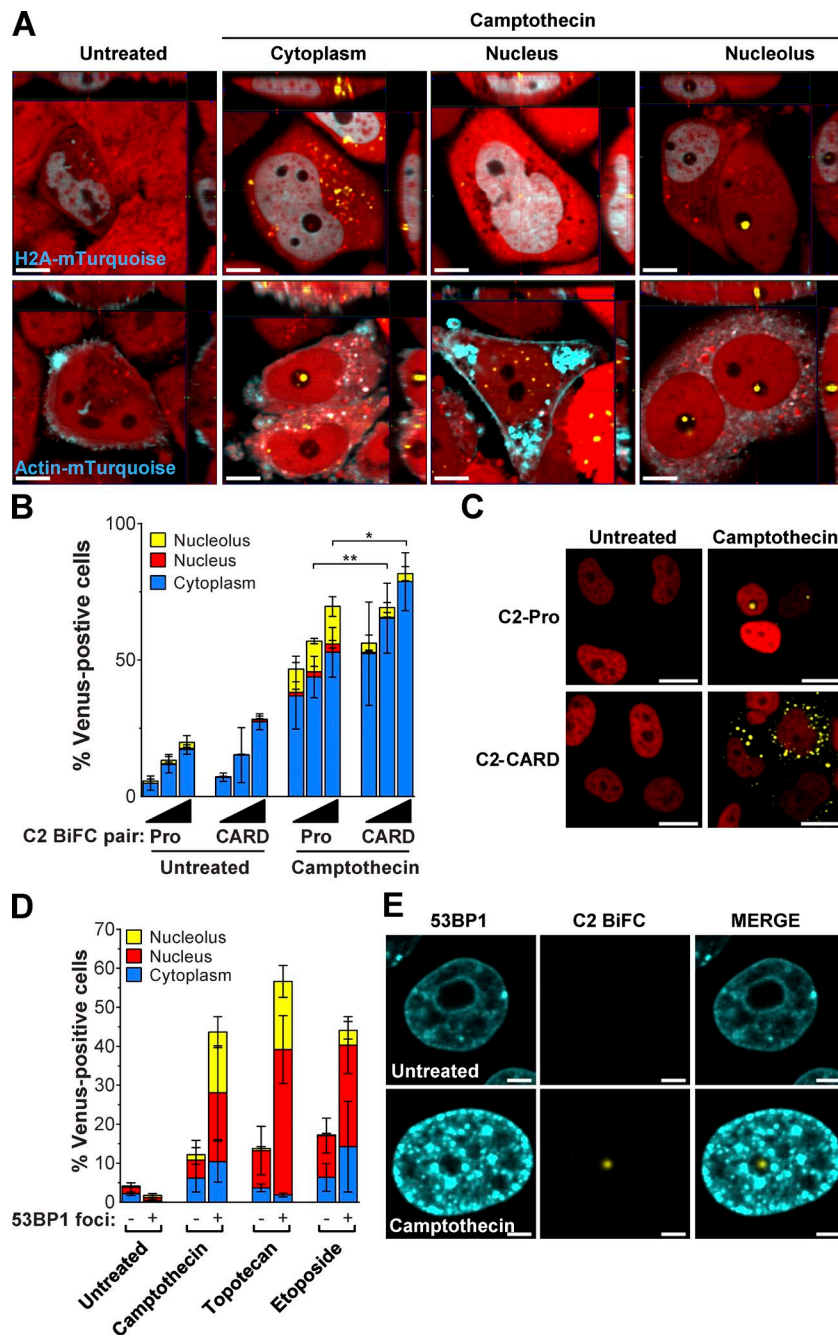 A
Camptothecin
Untreated
Cytoplasm
Nucleus
Nucleolus
H2A-mTurquoise
Actin-mTurquoise
B
100
50
0
% Venus-postive cells
Nucleolus
Nucleus
Cytoplasm
*
**
C2 BiFC pair: Pro CARD Pro CARD
Untreated Camptothecin
C
Untreated Camptothecin
C2-Pro
C2-CARD
D
70
60
50
40
30
20
10
0
% Venus-positive cells
Nucleolus
Nucleus
Cytoplasm
53BP1 foci: - + - + - + - +
Untreated
Camptothecin
Topotecan
Etoposide
E
53BP1 C2 BiFC MERGE
Untreated
Camptothecin